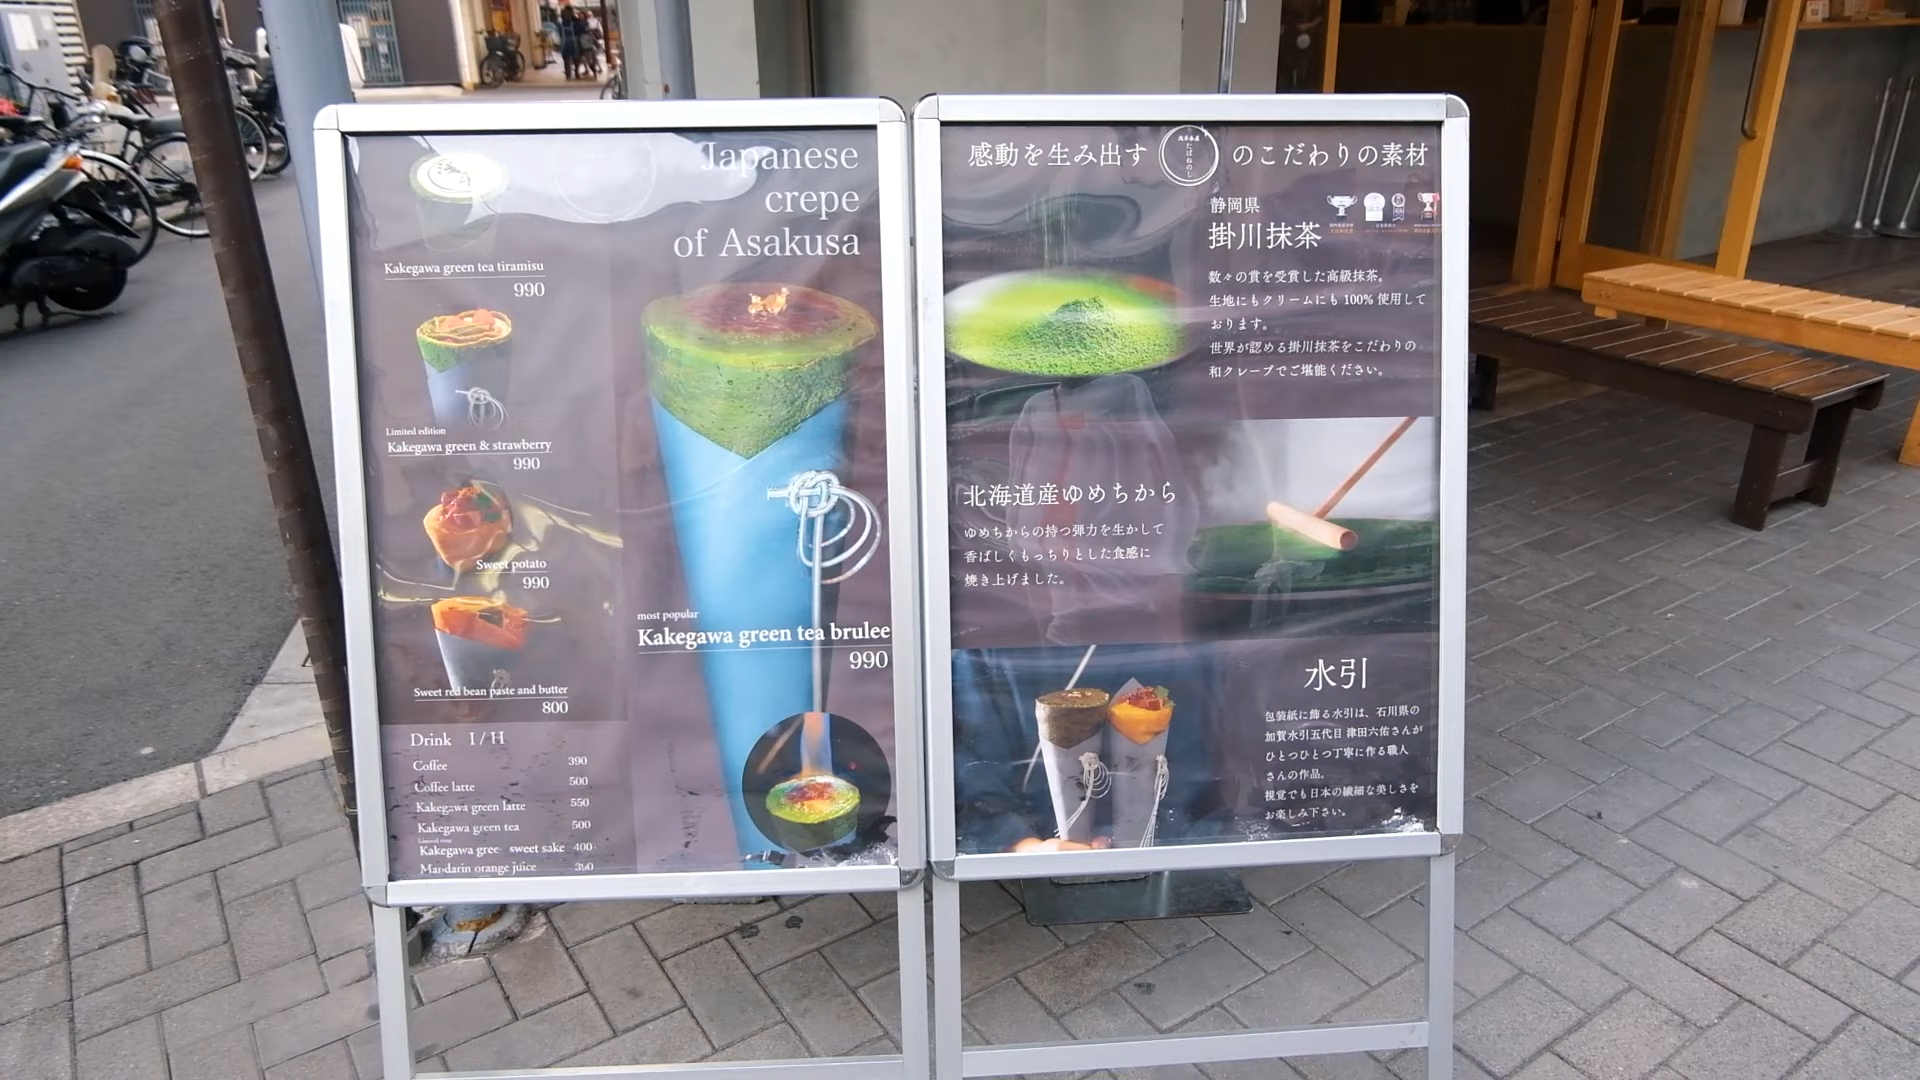 Japanese
crepe
of Asakusa
Kakegawa green tea tiramisu
990
Limited edition
Kakegawa green & strawberry
990
Sweet potato
990
Sweet red bean paste and butter
800
most popular
Kakegawa green tea brulee
990
Drink I / H
Coffee 390
Coffee latte 500
Kakegawa green latte 550
Kakegawa green tea 500
Kakegawa gree sweet sake 400
Mandarin orange juice 350
感動を生み出す のこだわりの素材
静岡県
掛川抹茶
数々の賞を受賞した高級抹茶。
生地にもクリームにも 100% 使用して
おります。
世界が認める掛川抹茶をこだわりの
和クレープでご堪能ください。
北海道産ゆめちから
ゆめちからの持つ弾力を生かして
香ばしくもっちりとした食感に
焼き上げました。
水引
包装紙に飾る水引は、石川県の
加賀水引五代目 津田六佑さんが
ひとつひとつ丁寧に作る職人
さんの作品。
視覚でも日本の繊細な美しさを
お楽しみ下さい。